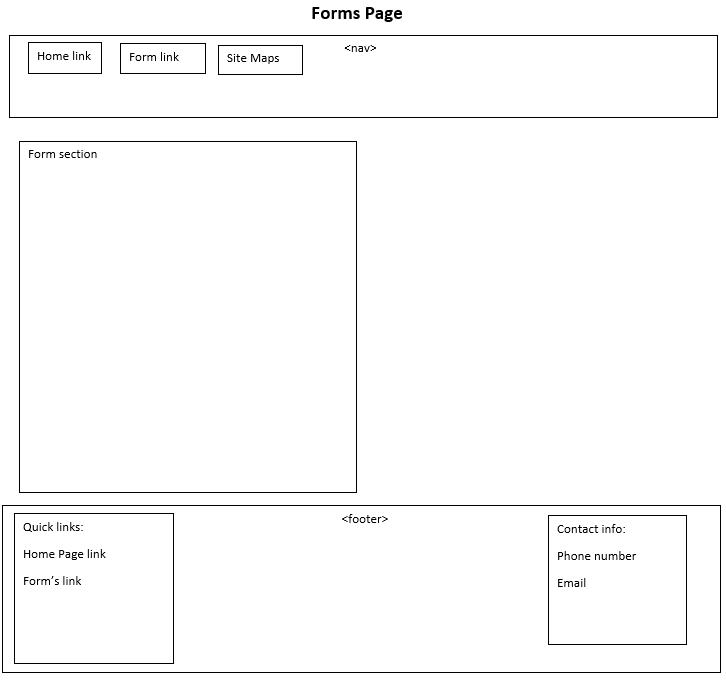 Forms Page
Home link
Form link
Site Maps
<nav>
Form section
Quick links:
Home Page link
Form’s link
<footer>
Contact info:
Phone number
Email